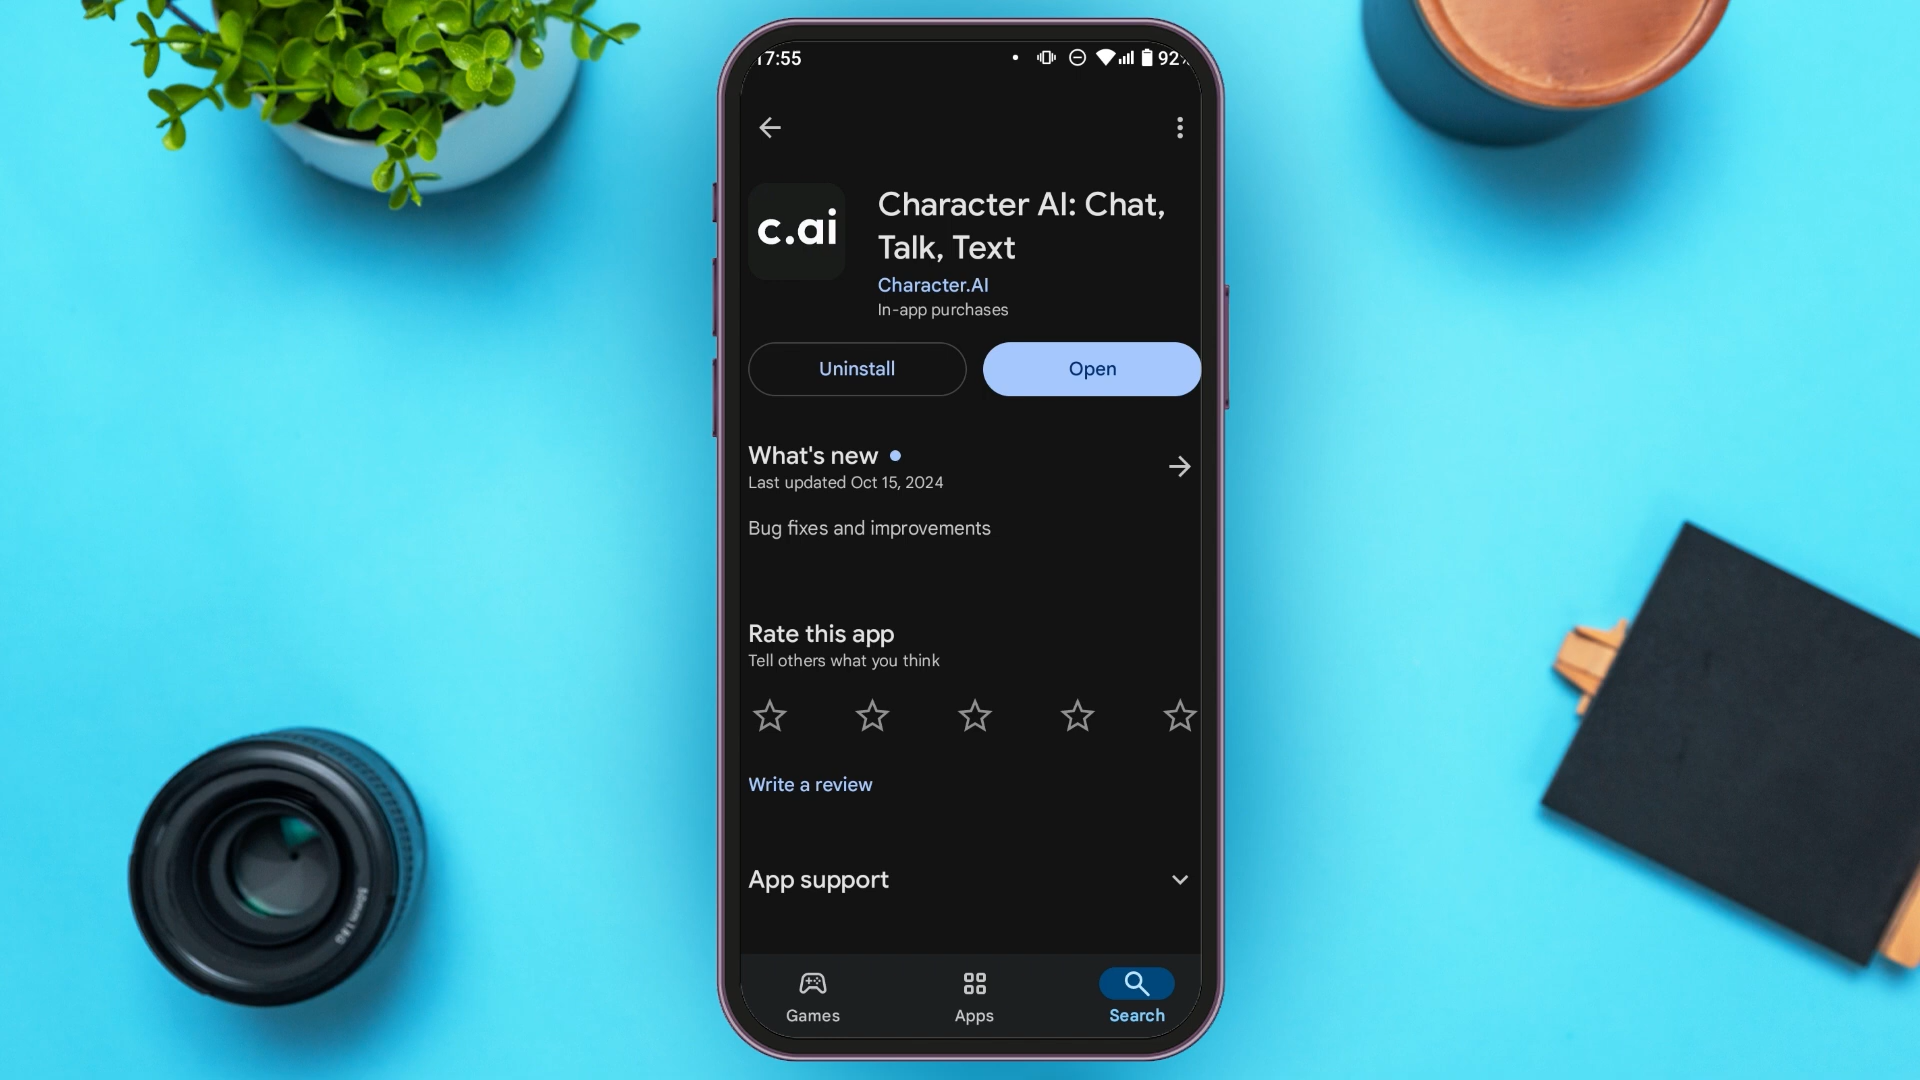 17:55
92%
c.ai
Character AI: Chat,
Talk, Text
Character.AI
In-app purchases
Uninstall
Open
What's new
Last updated Oct 15, 2024
Bug fixes and improvements
Rate this app
Tell others what you think
Write a review
App support
Games
Apps
Search